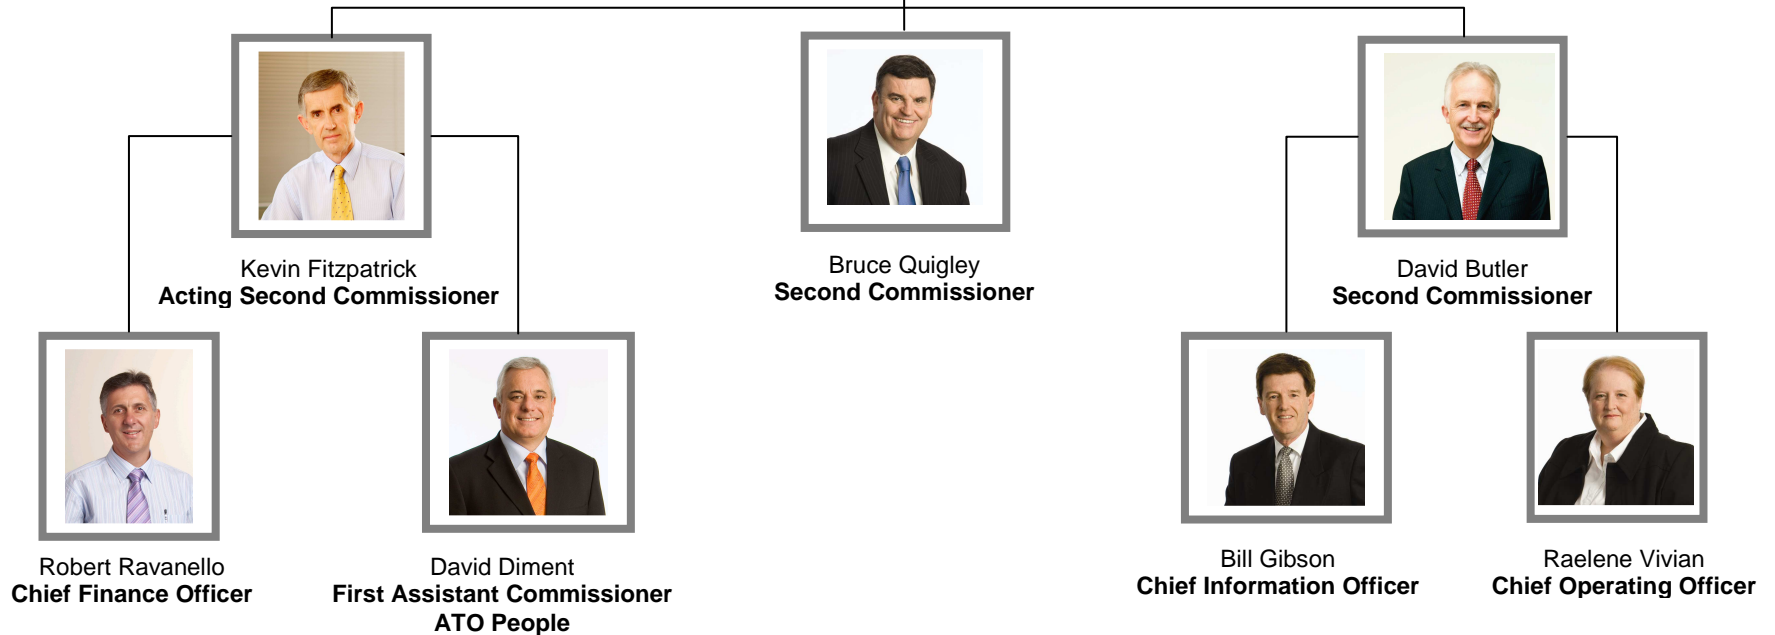 Kevin Fitzpatrick
Acting Second Commissioner
Bruce Quigley
Second Commissioner
David Butler
Second Commissioner
Robert Ravanello
Chief Finance Officer
David Diment
First Assistant Commissioner
ATO People
Bill Gibson
Chief Information Officer
Raelene Vivian
Chief Operating Officer